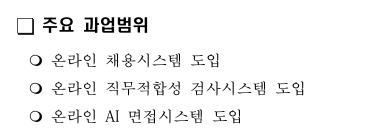 ❏ 주요 과업범위
❍ 온라인 채용시스템 도입
❍ 온라인 직무적합성 검사시스템 도입
❍ 온라인 AI 면접시스템 도입